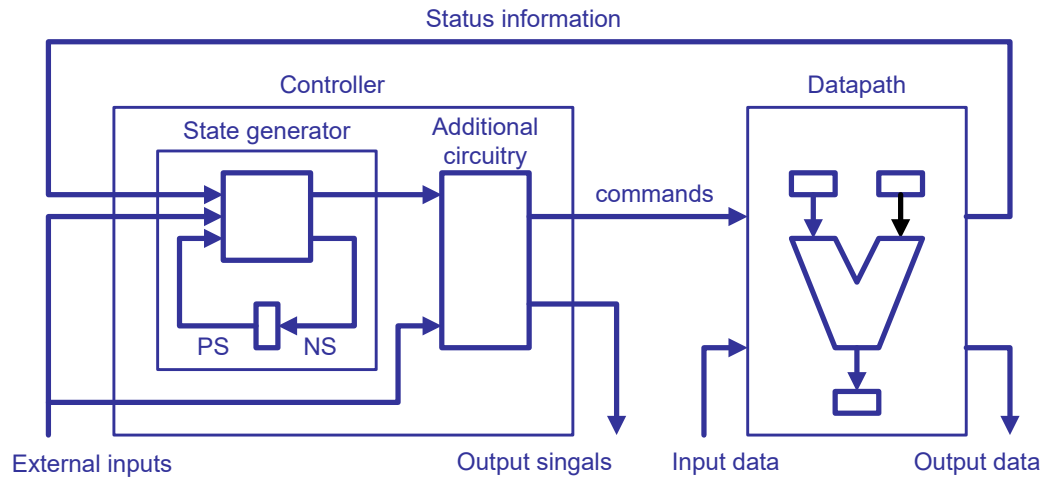 Status information
Controller
Datapath
State generator
Additional
circuitry
commands
PS
NS
External inputs
Output singals
Input data
Output data